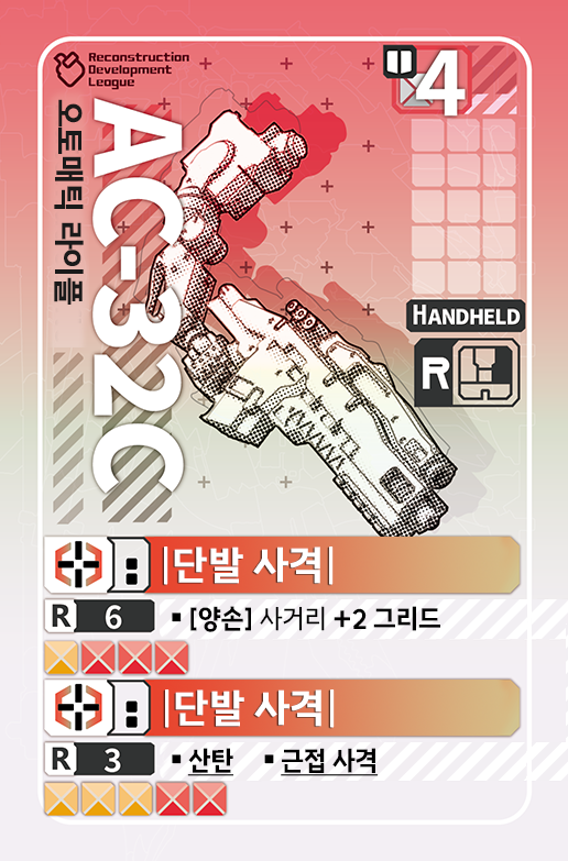 Reconstruction
Development
League
4
AC-32C
오토매틱 라이플
HANDHELD
R
|단발 사격|
R 6
▪ [양손] 사거리 +2 그리드
|단발 사격|
R 3
▪ 산탄 ▪ 근접 사격